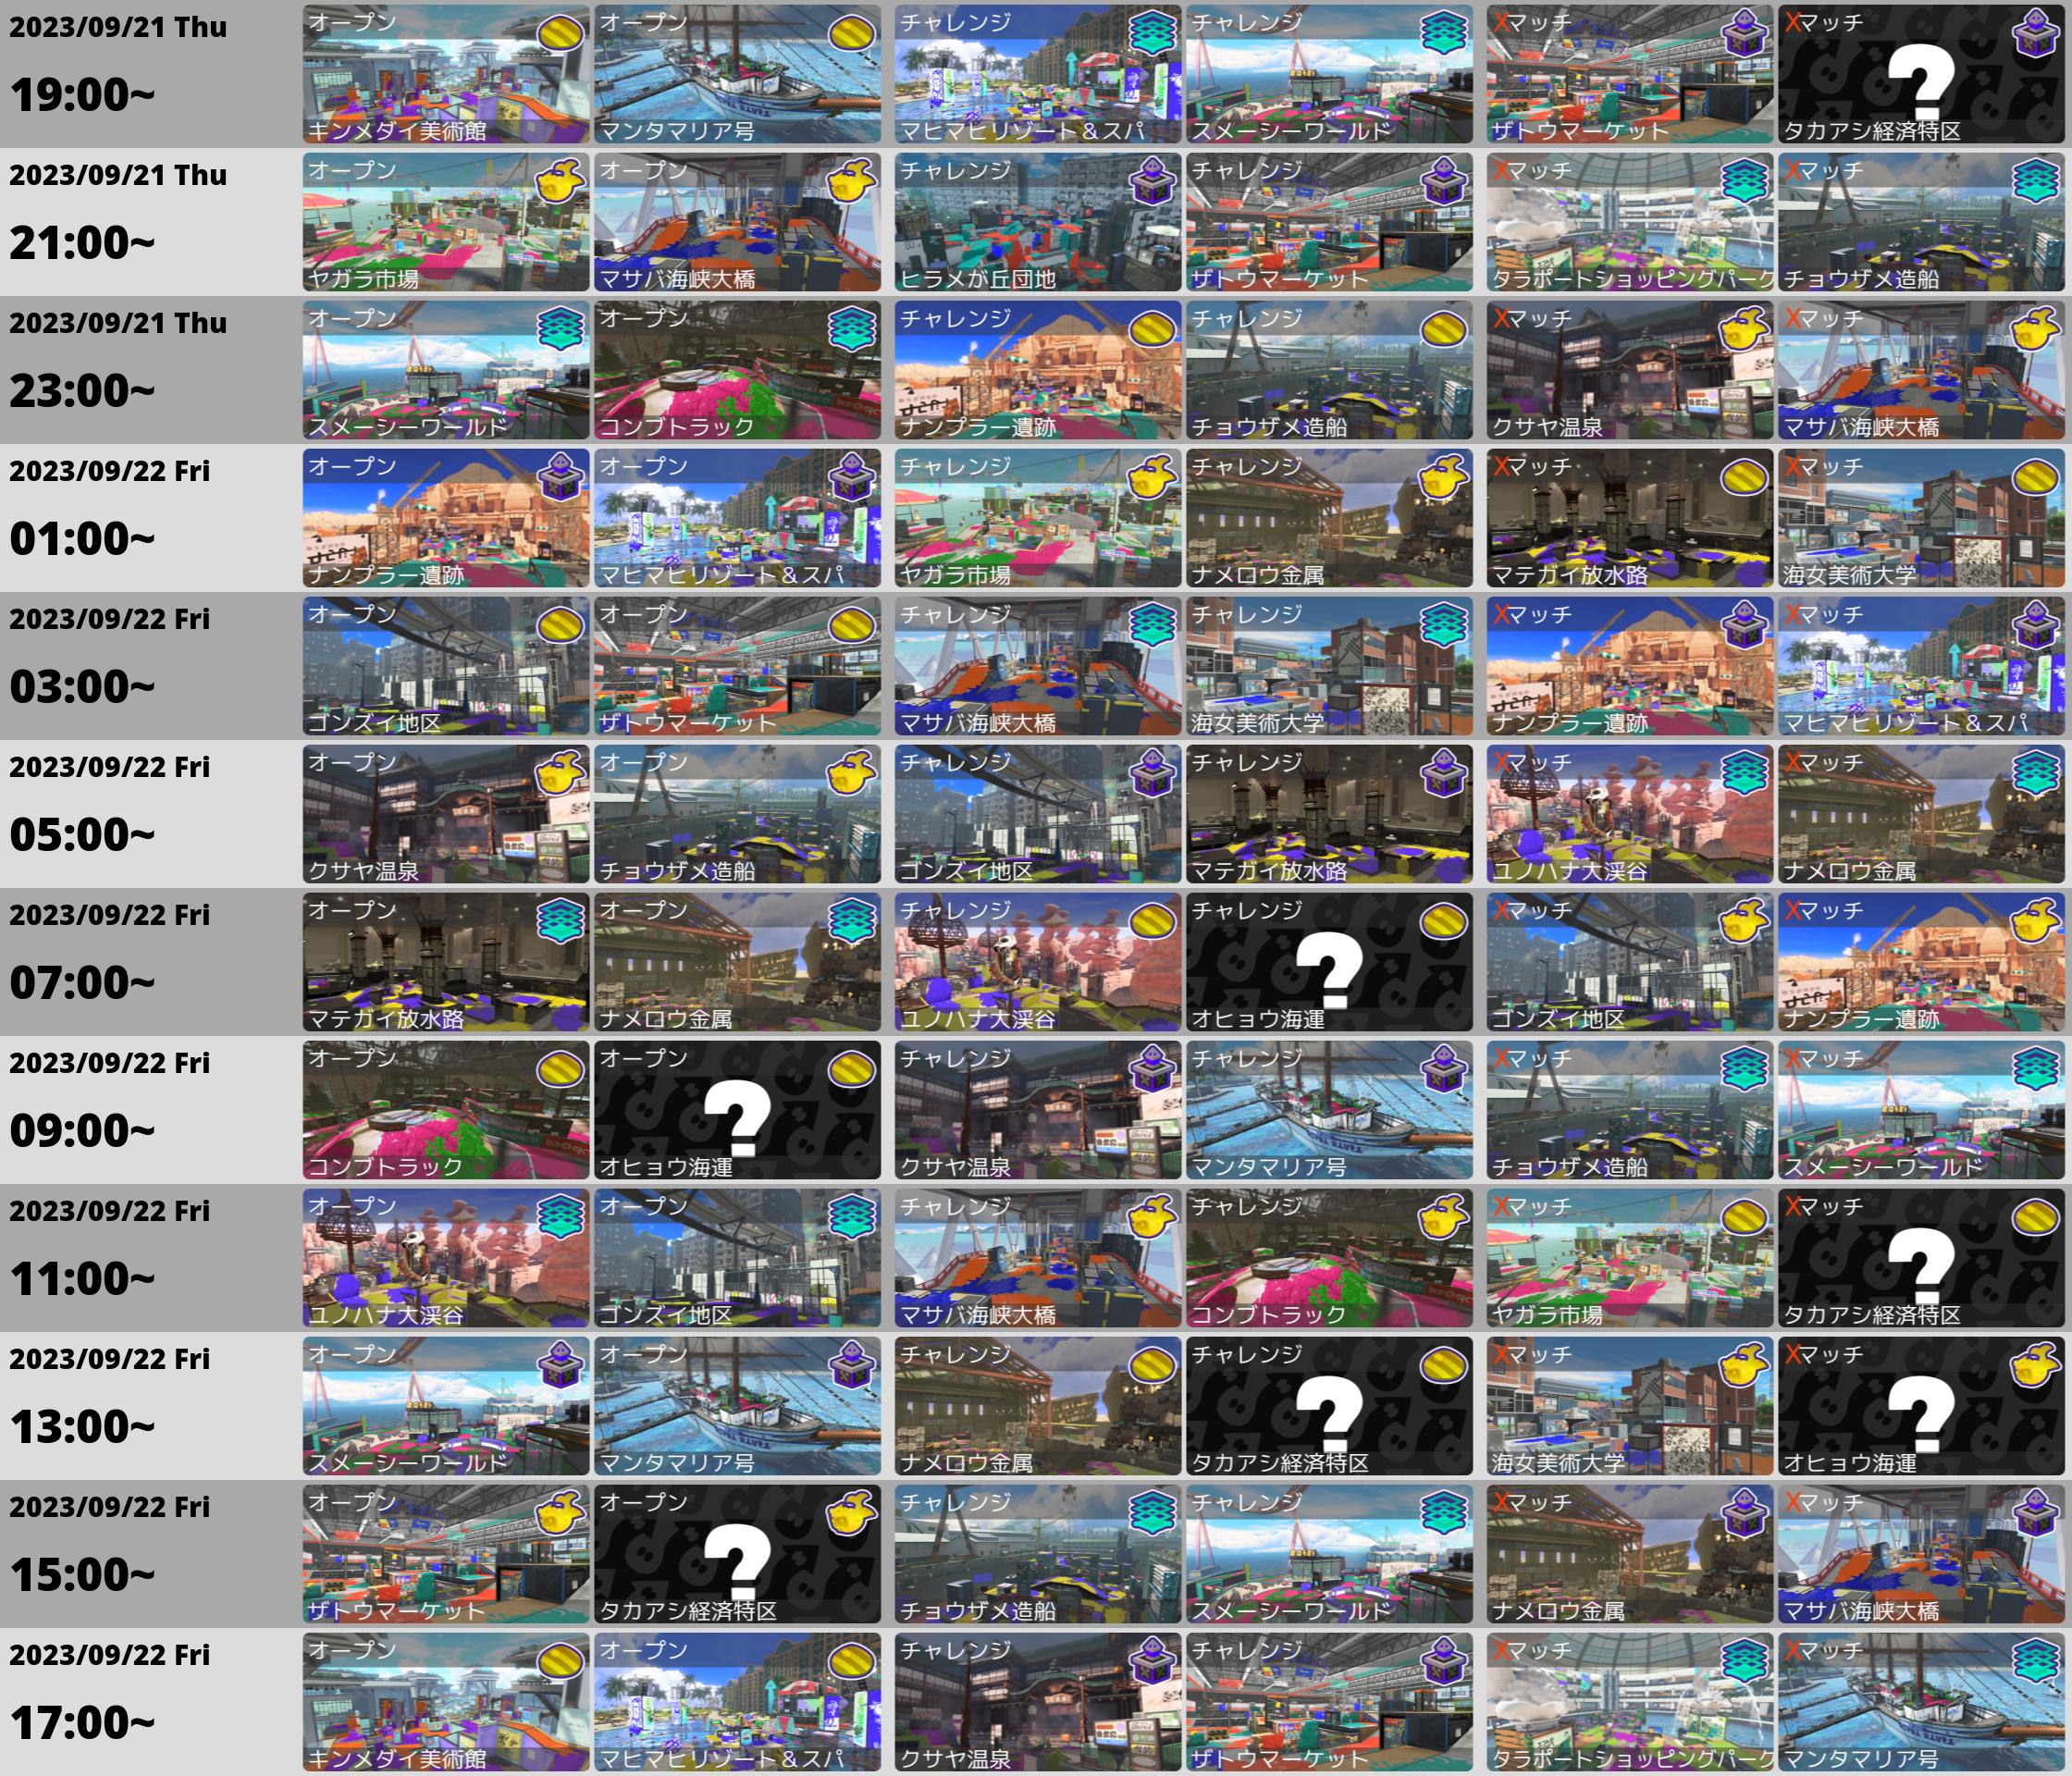 2023/09/21 Thu
19:00~
オープン
キンメダイ美術館
オープン
マンタマリア号
チャレンジ
マヒマヒリゾート＆スパ
チャレンジ
スメーシーワールド
Xマッチ
ザトウマーケット
Xマッチ
タカアシ経済特区
2023/09/21 Thu
21:00~
オープン
ヤガラ市場
オープン
マサバ海峡大橋
チャレンジ
ヒラメが丘団地
チャレンジ
ザトウマーケット
Xマッチ
タラポートショッピングパーク
Xマッチ
チョウザメ造船
2023/09/21 Thu
23:00~
オープン
スメーシーワールド
オープン
コンブトラック
チャレンジ
ナンプラー遺跡
チャレンジ
チョウザメ造船
Xマッチ
クサヤ温泉
Xマッチ
マサバ海峡大橋
2023/09/22 Fri
01:00~
オープン
ナンプラー遺跡
オープン
マヒマヒリゾート＆スパ
チャレンジ
ヤガラ市場
チャレンジ
ナメロウ金属
Xマッチ
マテガイ放水路
Xマッチ
海女美術大学
2023/09/22 Fri
03:00~
オープン
ゴンズイ地区
オープン
ザトウマーケット
チャレンジ
マサバ海峡大橋
チャレンジ
海女美術大学
Xマッチ
ナンプラー遺跡
Xマッチ
マヒマヒリゾート＆スパ
2023/09/22 Fri
05:00~
オープン
クサヤ温泉
オープン
チョウザメ造船
チャレンジ
ゴンズイ地区
チャレンジ
マテガイ放水路
Xマッチ
ユノハナ大渓谷
Xマッチ
ナメロウ金属
2023/09/22 Fri
07:00~
オープン
マテガイ放水路
オープン
ナメロウ金属
チャレンジ
ユノハナ大渓谷
チャレンジ
オヒョウ海運
Xマッチ
ゴンズイ地区
Xマッチ
ナンプラー遺跡
2023/09/22 Fri
09:00~
オープン
コンブトラック
オープン
オヒョウ海運
チャレンジ
クサヤ温泉
チャレンジ
マンタマリア号
Xマッチ
チョウザメ造船
Xマッチ
スメーシーワールド
2023/09/22 Fri
11:00~
オープン
ユノハナ大渓谷
オープン
ゴンズイ地区
チャレンジ
マサバ海峡大橋
チャレンジ
コンブトラック
Xマッチ
ヤガラ市場
Xマッチ
タカアシ経済特区
2023/09/22 Fri
13:00~
オープン
スメーシーワールド
オープン
マンタマリア号
チャレンジ
ナメロウ金属
チャレンジ
タカアシ経済特区
Xマッチ
海女美術大学
Xマッチ
オヒョウ海運
2023/09/22 Fri
15:00~
オープン
ザトウマーケット
オープン
タカアシ経済特区
チャレンジ
チョウザメ造船
チャレンジ
スメーシーワールド
Xマッチ
ナメロウ金属
Xマッチ
マサバ海峡大橋
2023/09/22 Fri
17:00~
オープン
キンメダイ美術館
オープン
マヒマヒリゾート＆スパ
チャレンジ
クサヤ温泉
チャレンジ
ザトウマーケット
Xマッチ
タラポートショッピングパーク
Xマッチ
マンタマリア号